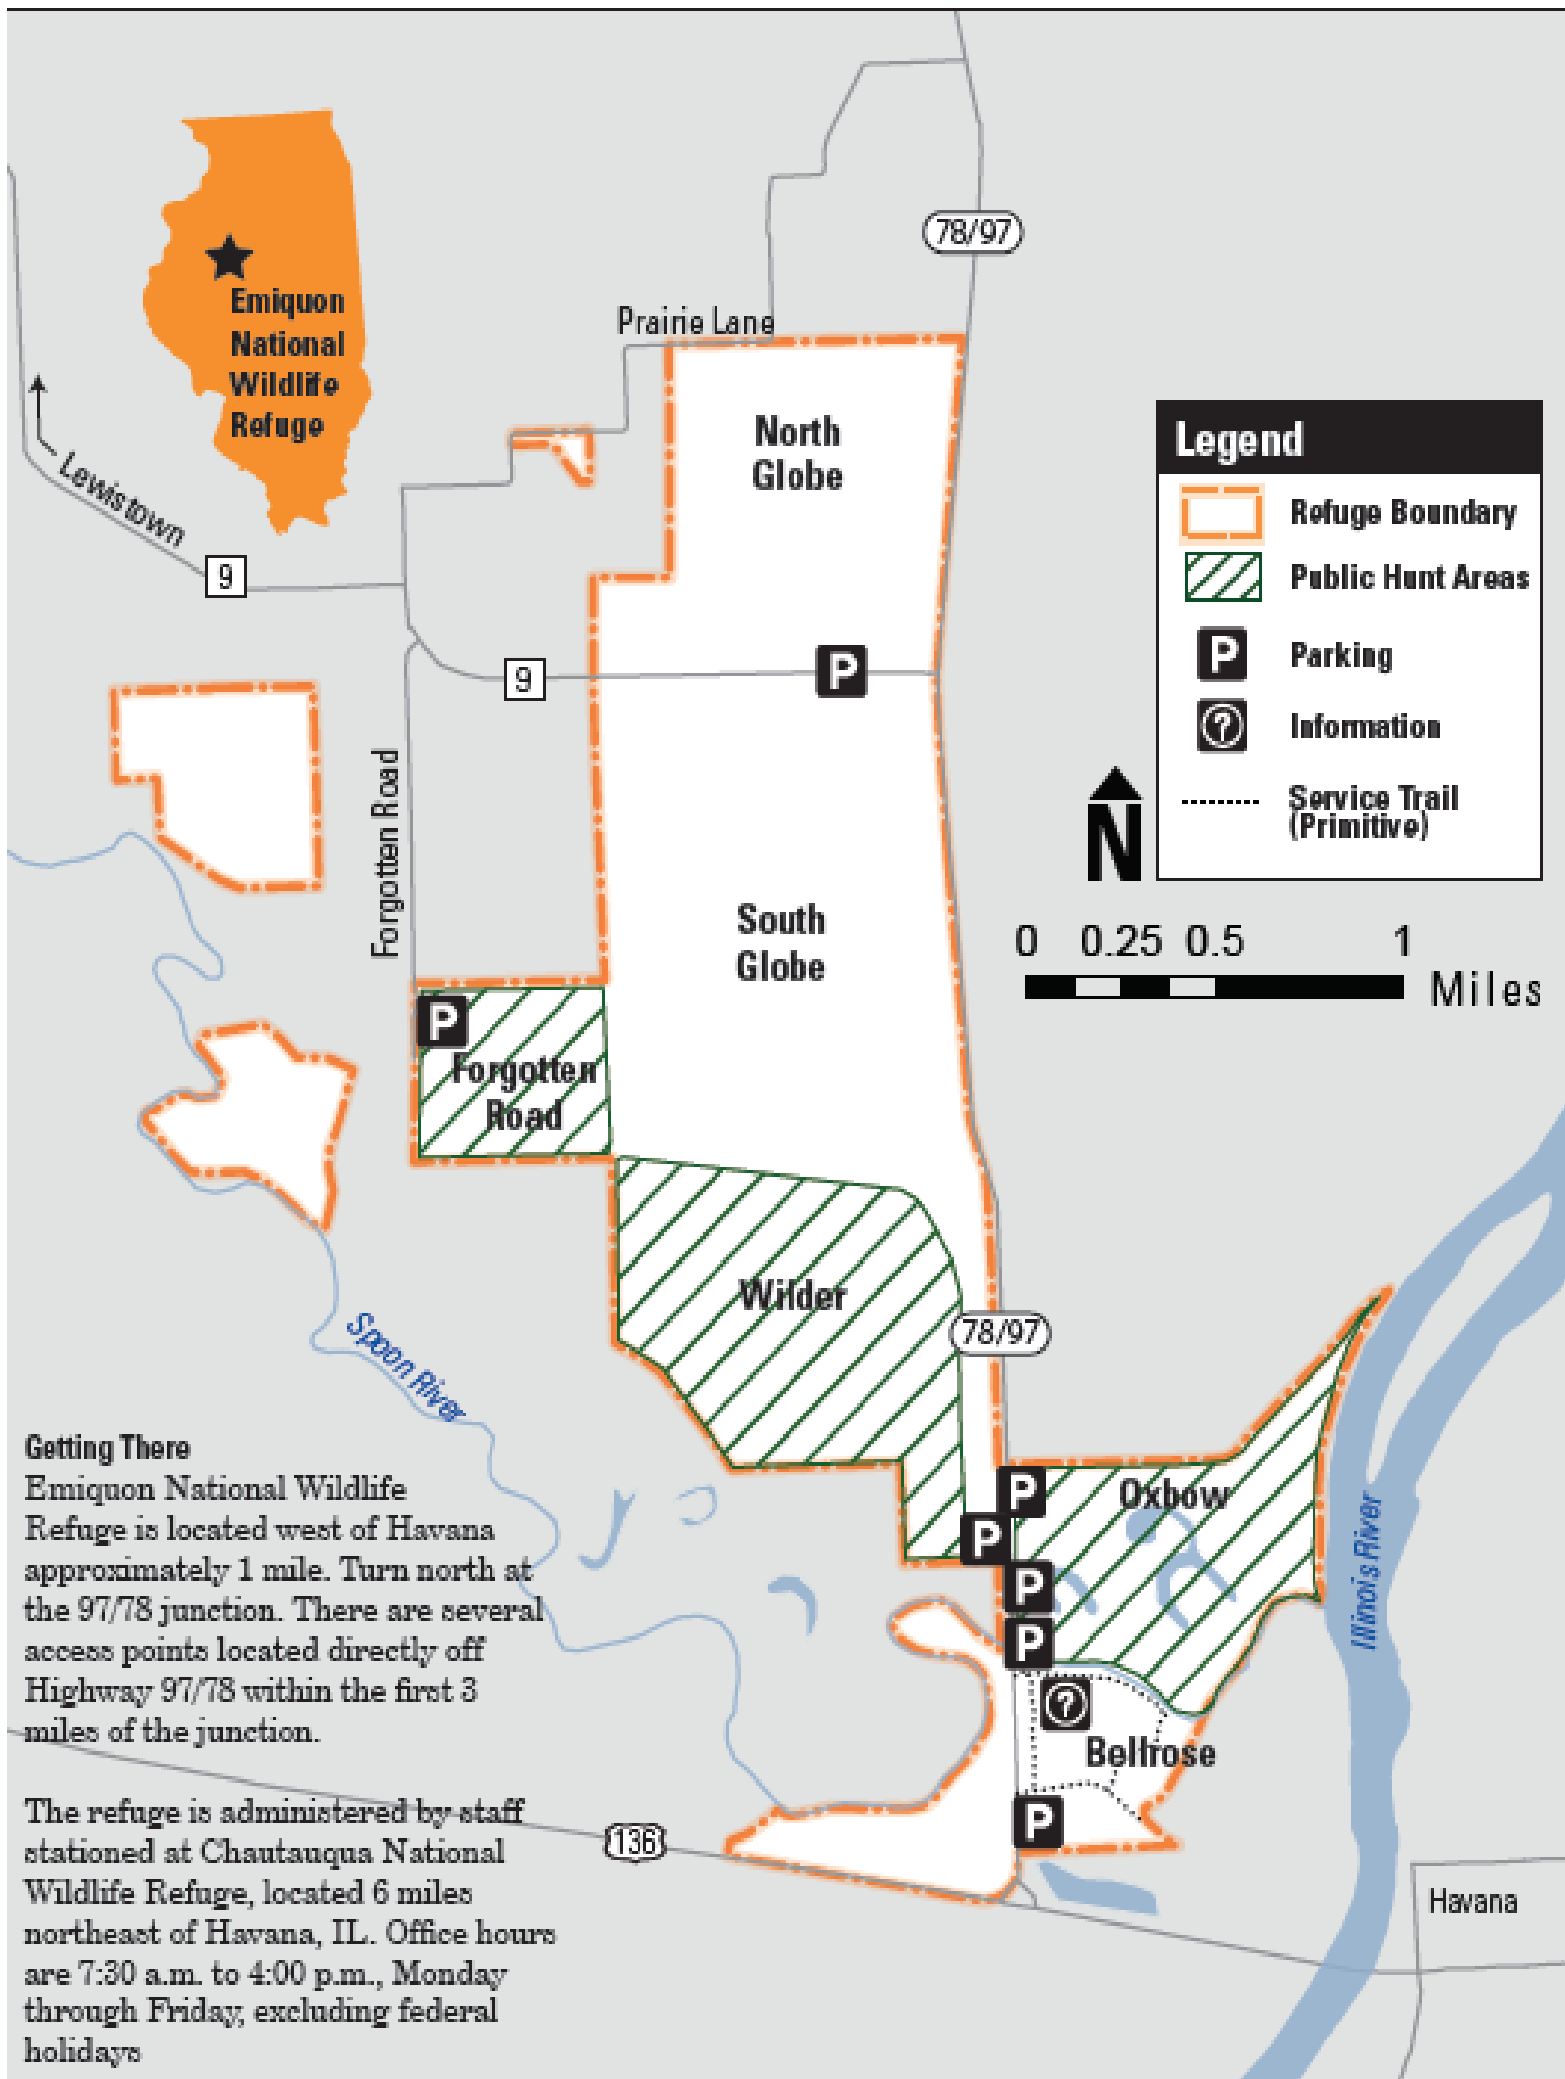 78/97
Emiquon
National
Wildlife
Refuge
Prairie Lane
North
Globe
Legend
Refuge Boundary
Public Hunt Areas
P Parking
? Information
Service Trail
(Primitive)
Lewistown
9
9
P
Forgotten Road
N
South
Globe
0 0.25 0.5 1
Miles
P
Forgotten
Road
Wilder
78/97
Spoon River
Getting There
Emiquon National Wildlife
Refuge is located west of Havana
approximately 1 mile. Turn north at
the 97/78 junction. There are several
access points located directly off
Highway 97/78 within the first 3
miles of the junction.
The refuge is administered by staff
stationed at Chautauqua National
Wildlife Refuge, located 6 miles
northeast of Havana, IL. Office hours
are 7:30 a.m. to 4:00 p.m., Monday
through Friday, excluding federal
holidays
P
Oxbow
P
P
P
Illinois River
?
Bellrose
P
136
Havana